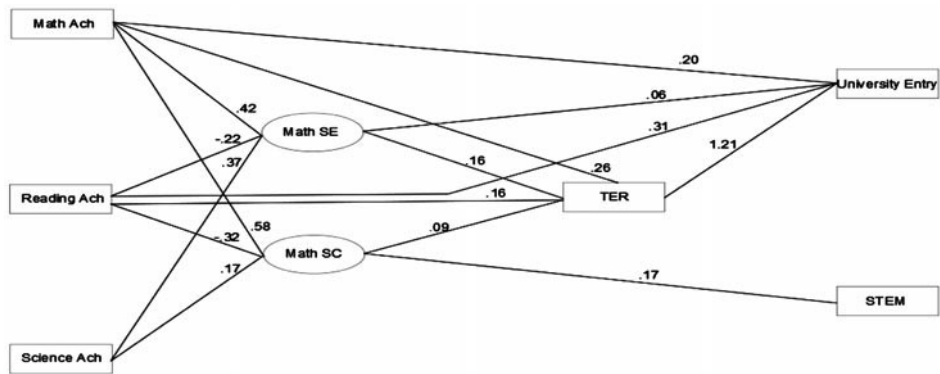 Math Ach
.20
University Entry
.06
.42
Math SE
.31
1.21
-.22
.37
.16
.26
Reading Ach
.16
TER
.09
-.32
.58
Math SC
.17
.17
STEM
Science Ach